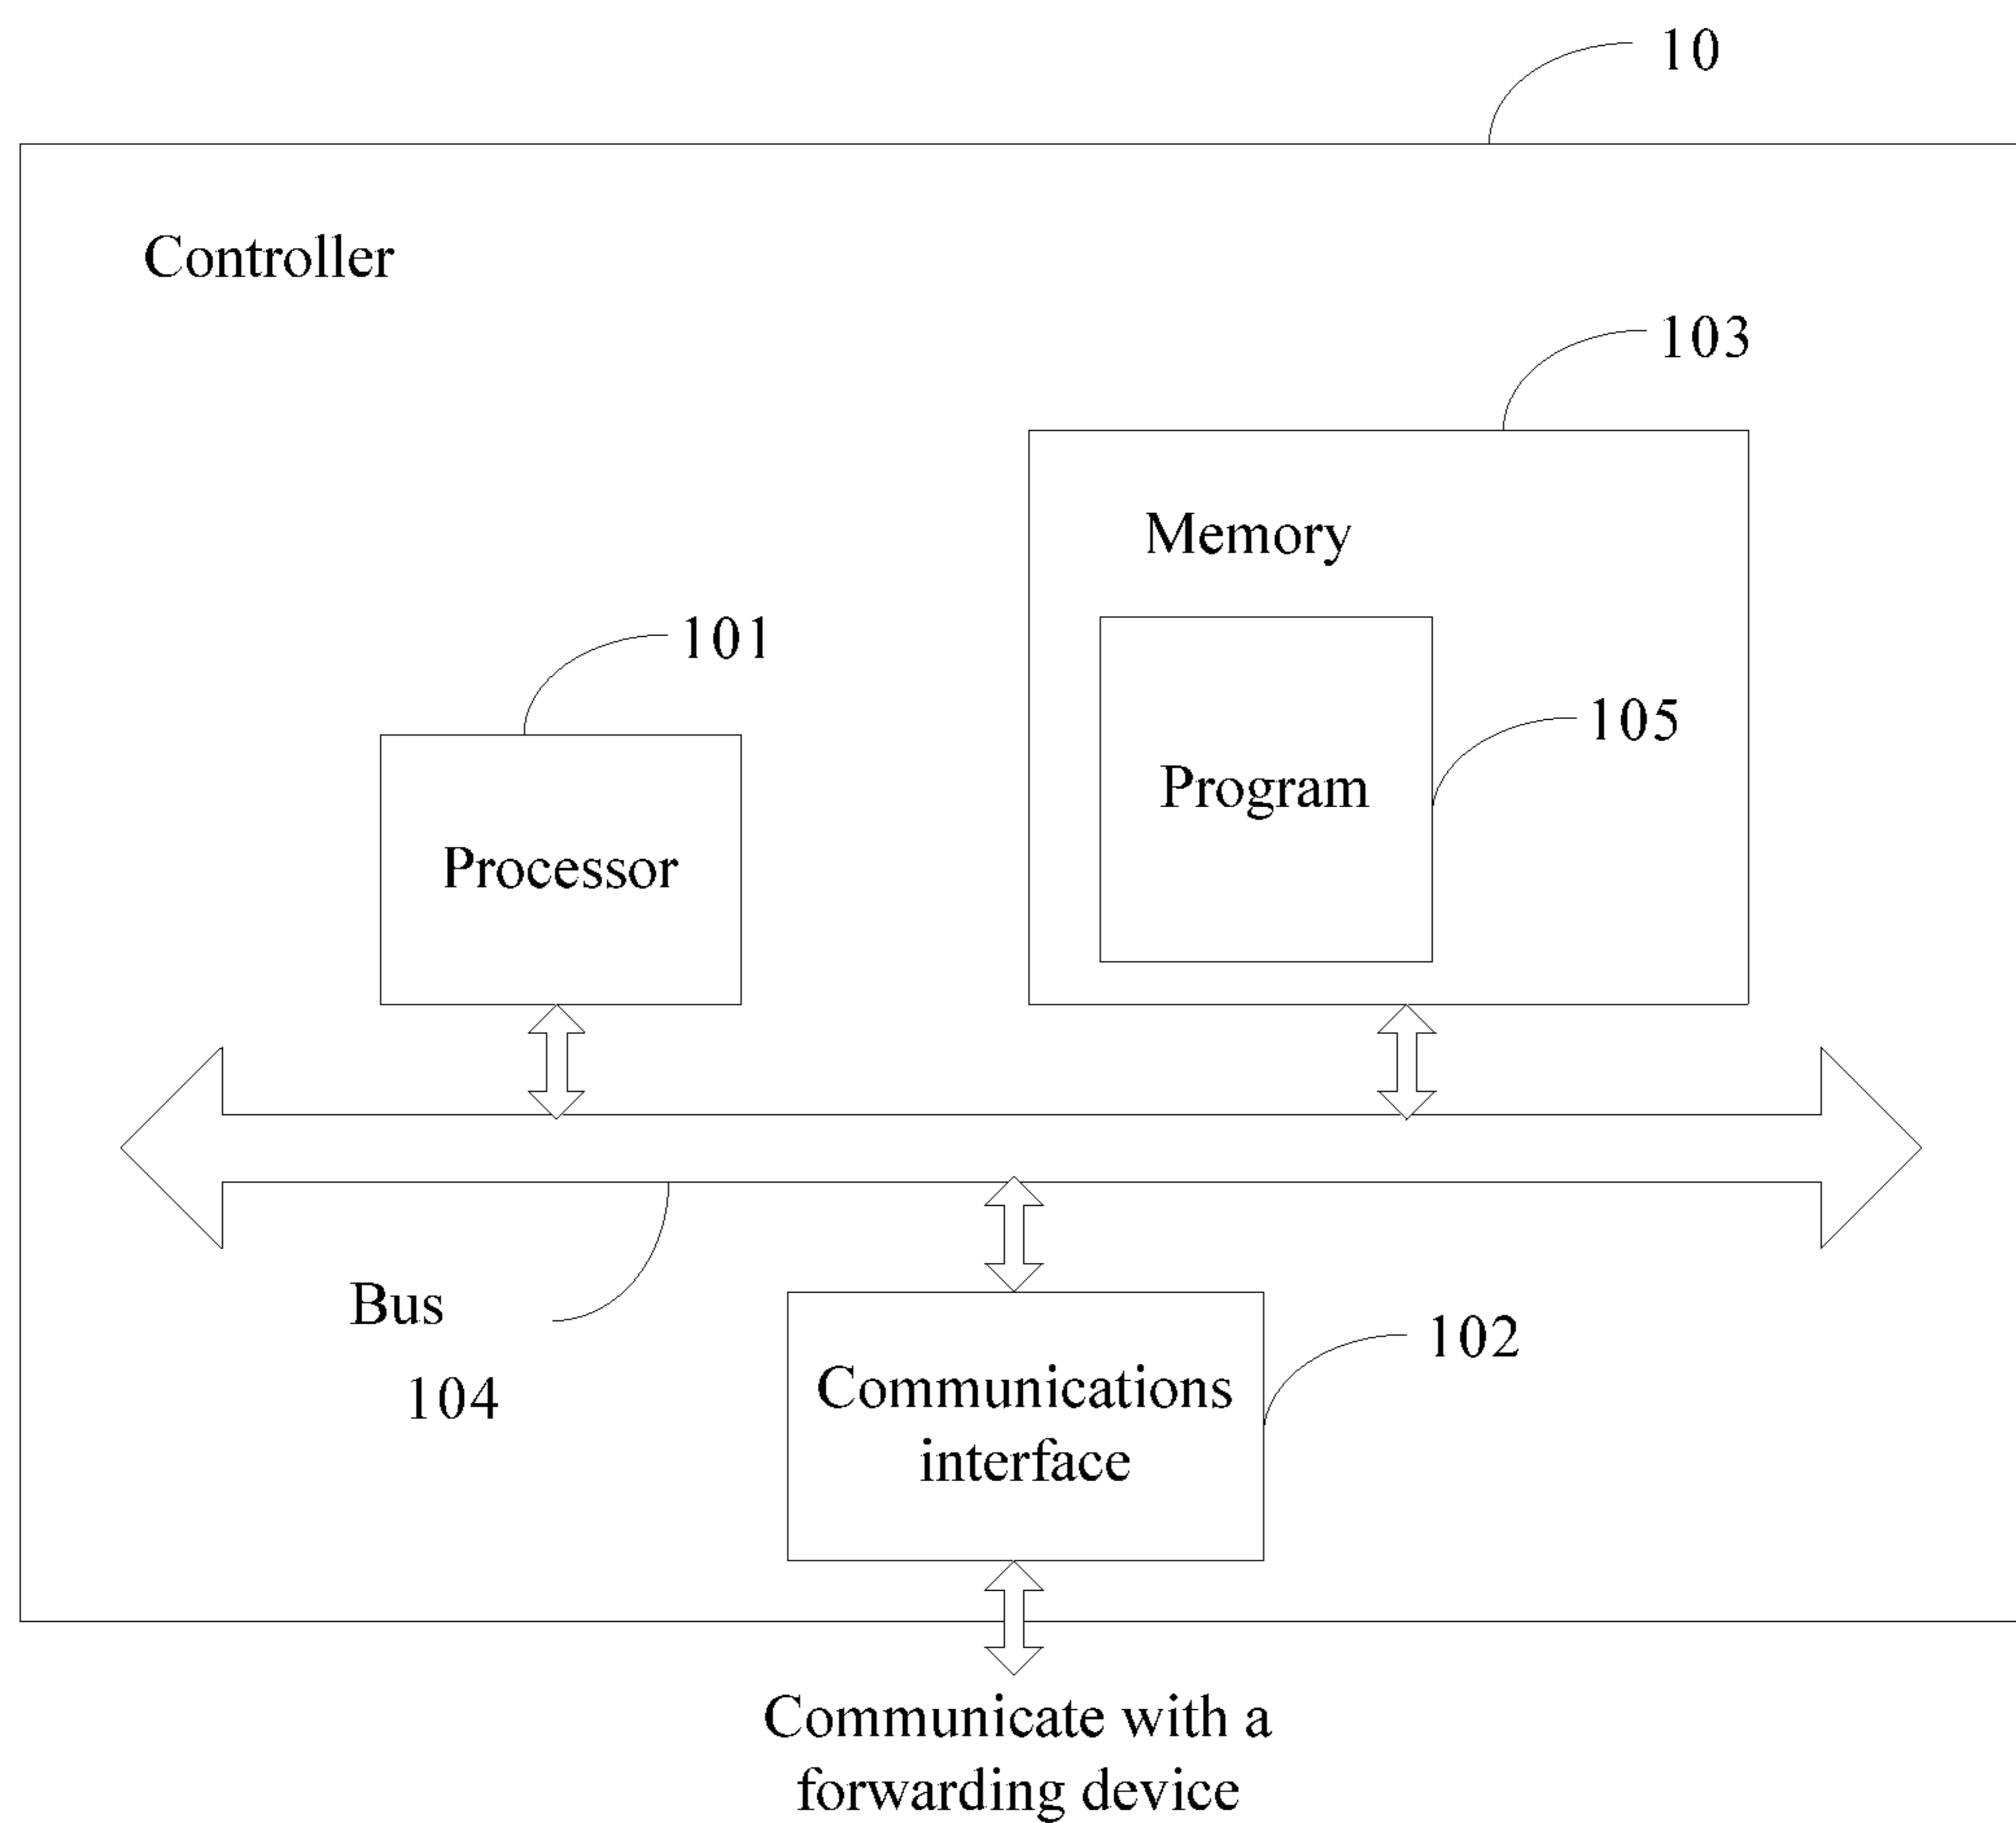 10
Controller
103
Memory
101
105
Program
Processor
Bus
104
102
Communications
interface
Communicate with a
forwarding device